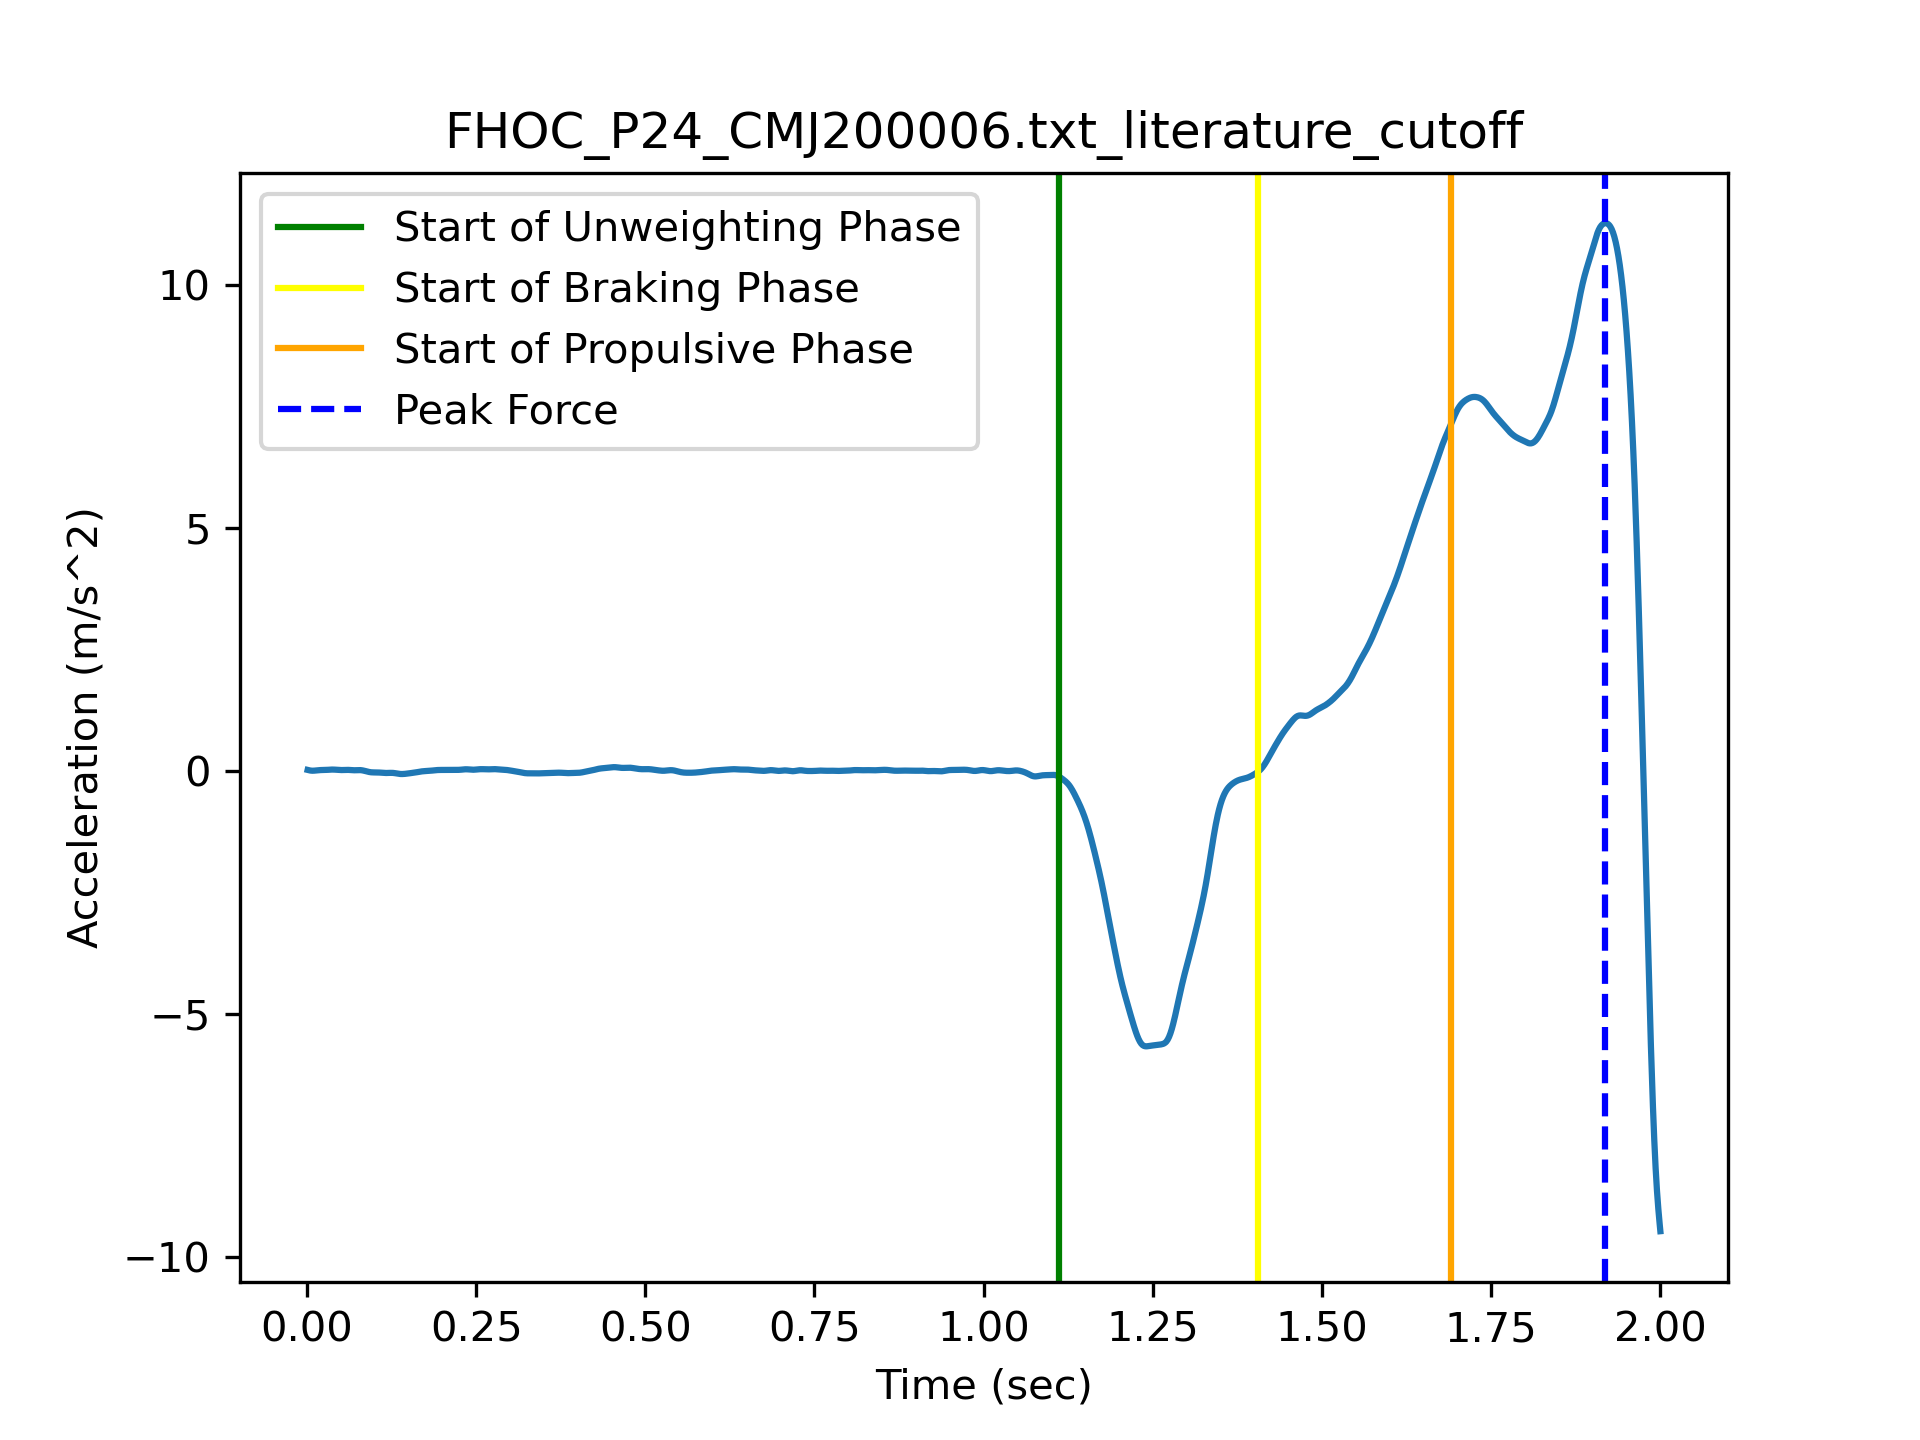 FHOC_P24_CMJ200006.txt_literature_cutoff
Start of Unweighting Phase
Start of Braking Phase
Start of Propulsive Phase
Peak Force
Acceleration (m/s^2)
10
5
0
−5
−10
0.00 0.25 0.50 0.75 1.00 1.25 1.50 1.75 2.00
Time (sec)